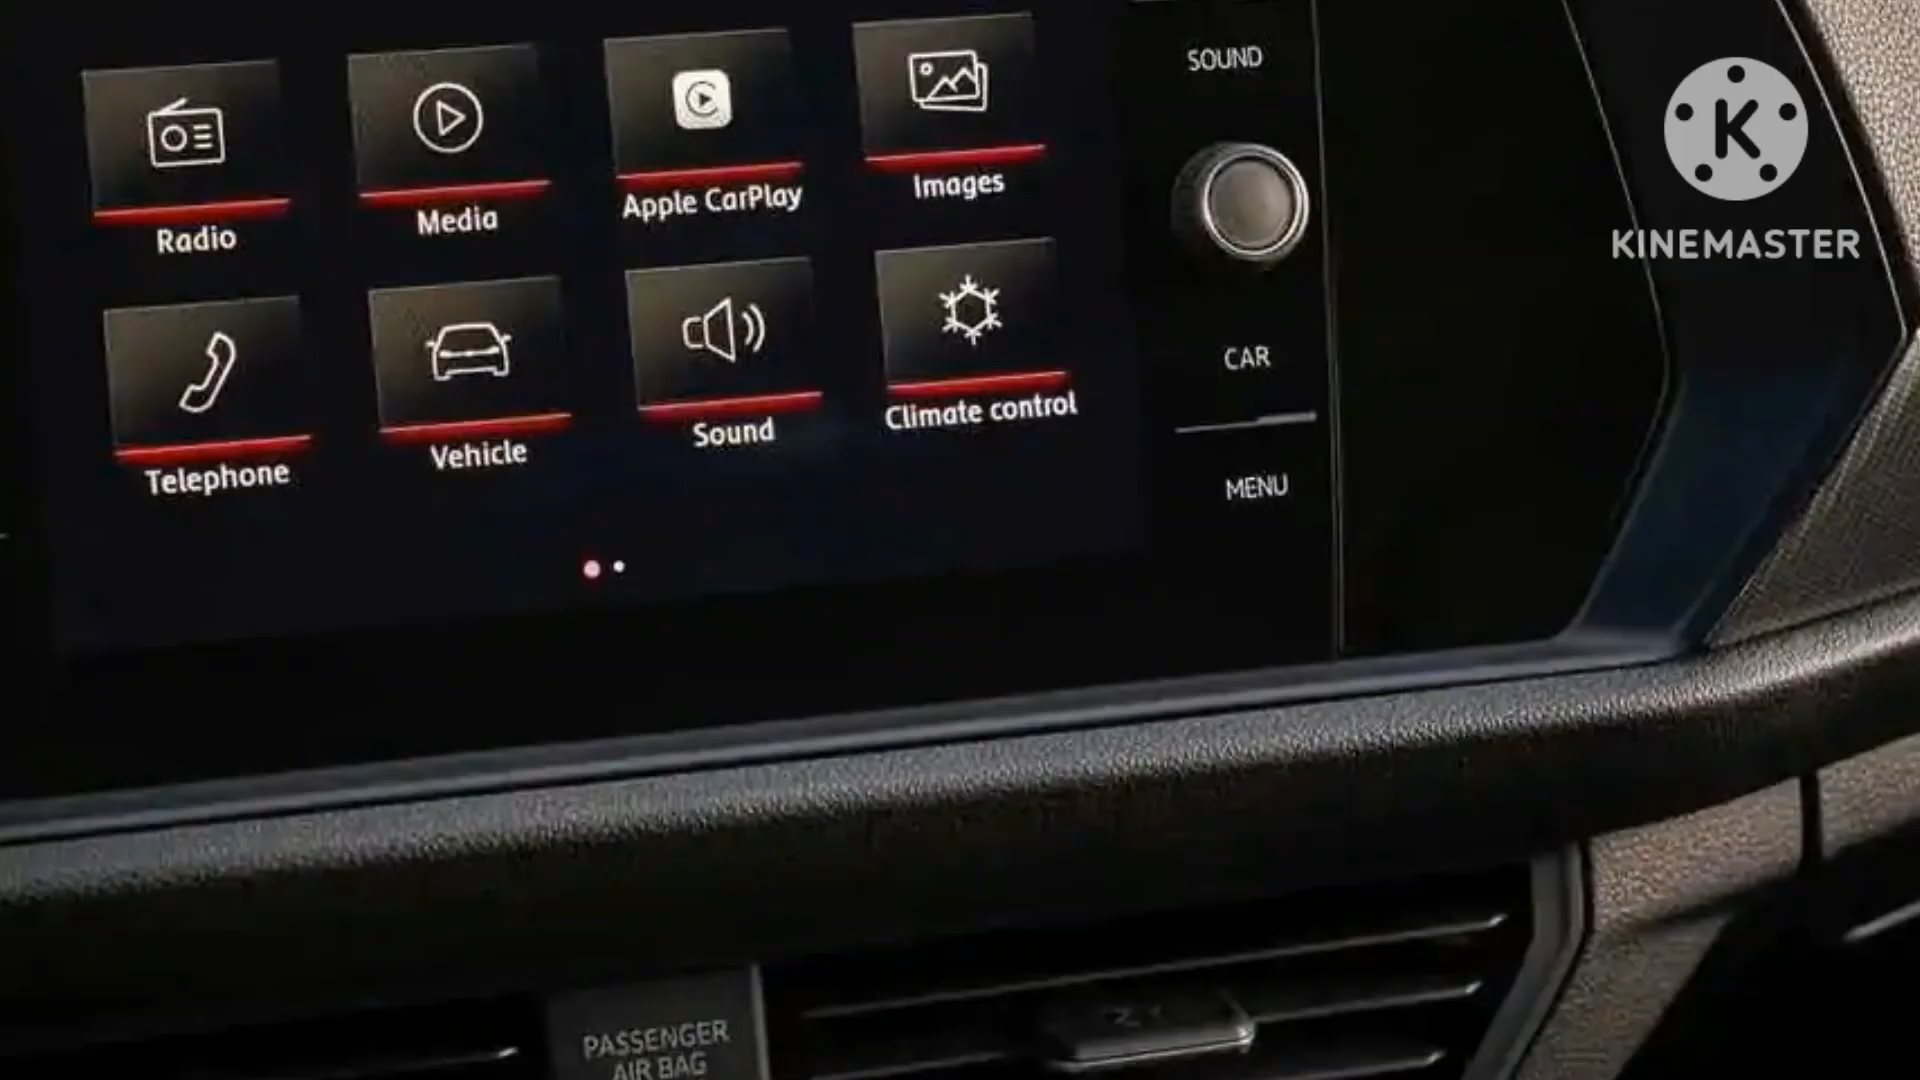 SOUND
K
KINEMASTER
Radio
Media
Apple CarPlay
Images
CAR
Telephone
Vehicle
Sound
Climate control
MENU
PASSENGER
AIR BAG